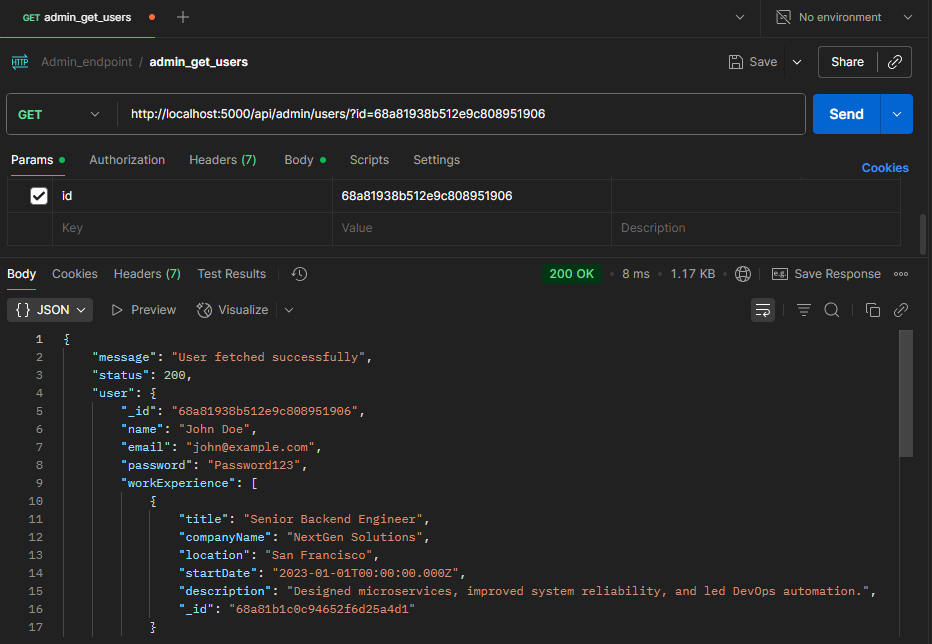 GET admin_get_users
No environment
HTTP Admin_endpoint / admin_get_users
Save
Share
GET http://localhost:5000/api/admin/users/?id=68a81938b512e9c808951906
Send
Params Authorization Headers (7) Body Scripts Settings
Cookies
id 68a81938b512e9c808951906
Key Value Description
Body Cookies Headers (7) Test Results
200 OK • 8 ms • 1.17 KB • e.g. Save Response
{} JSON Preview Visualize
1 {
2 "message": "User fetched successfully",
3 "status": 200,
4 "user": {
5 "_id": "68a81938b512e9c808951906",
6 "name": "John Doe",
7 "email": "john@example.com",
8 "password": "Password123",
9 "workExperience": [
10 {
11 "title": "Senior Backend Engineer",
12 "companyName": "NextGen Solutions",
13 "location": "San Francisco",
14 "startDate": "2023-01-01T00:00:00.000Z",
15 "description": "Designed microservices, improved system reliability, and led DevOps automation.",
16 "_id": "68a81b1c0c94652f6d25a4d1"
17 }